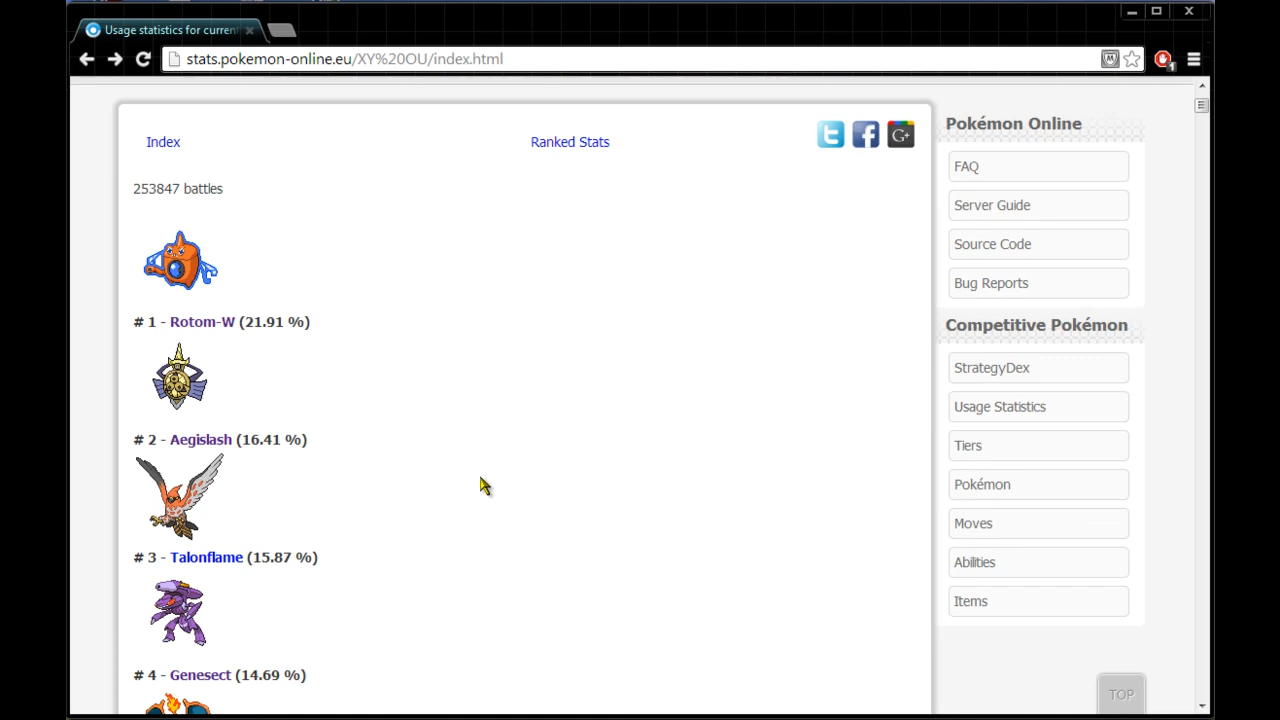 Usage statistics for curren
stats.pokemon-online.eu/XY%20OU/index.html
1
Index
Ranked Stats
G+
253847 battles
# 1 - Rotom-W (21.91 %)
# 2 - Aegislash (16.41 %)
# 3 - Talonflame (15.87 %)
# 4 - Genesect (14.69 %)
Pokémon Online
FAQ
Server Guide
Source Code
Bug Reports
Competitive Pokémon
StrategyDex
Usage Statistics
Tiers
Pokémon
Moves
Abilities
Items
TOP